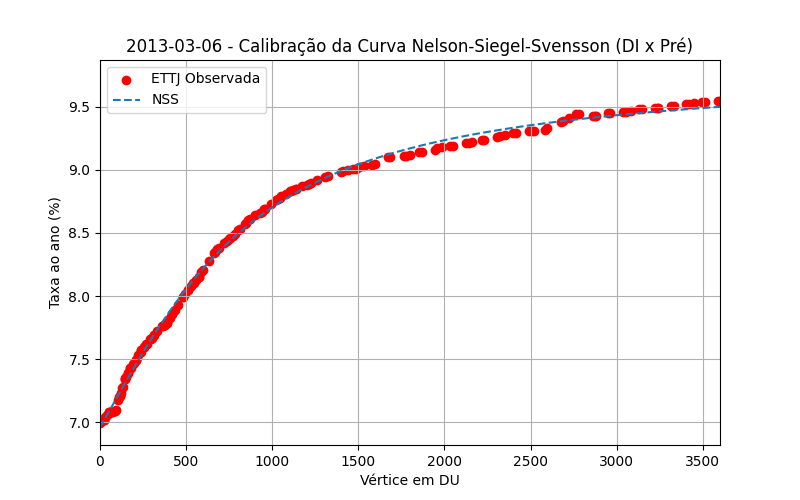 2013-03-06 - Calibração da Curva Nelson-Siegel-Svensson (DI x Pré)
ETTJ Observada
NSS
Taxa ao ano (%)
9.5
9.0
8.5
8.0
7.5
7.0
0 500 1000 1500 2000 2500 3000 3500
Vértice em DU